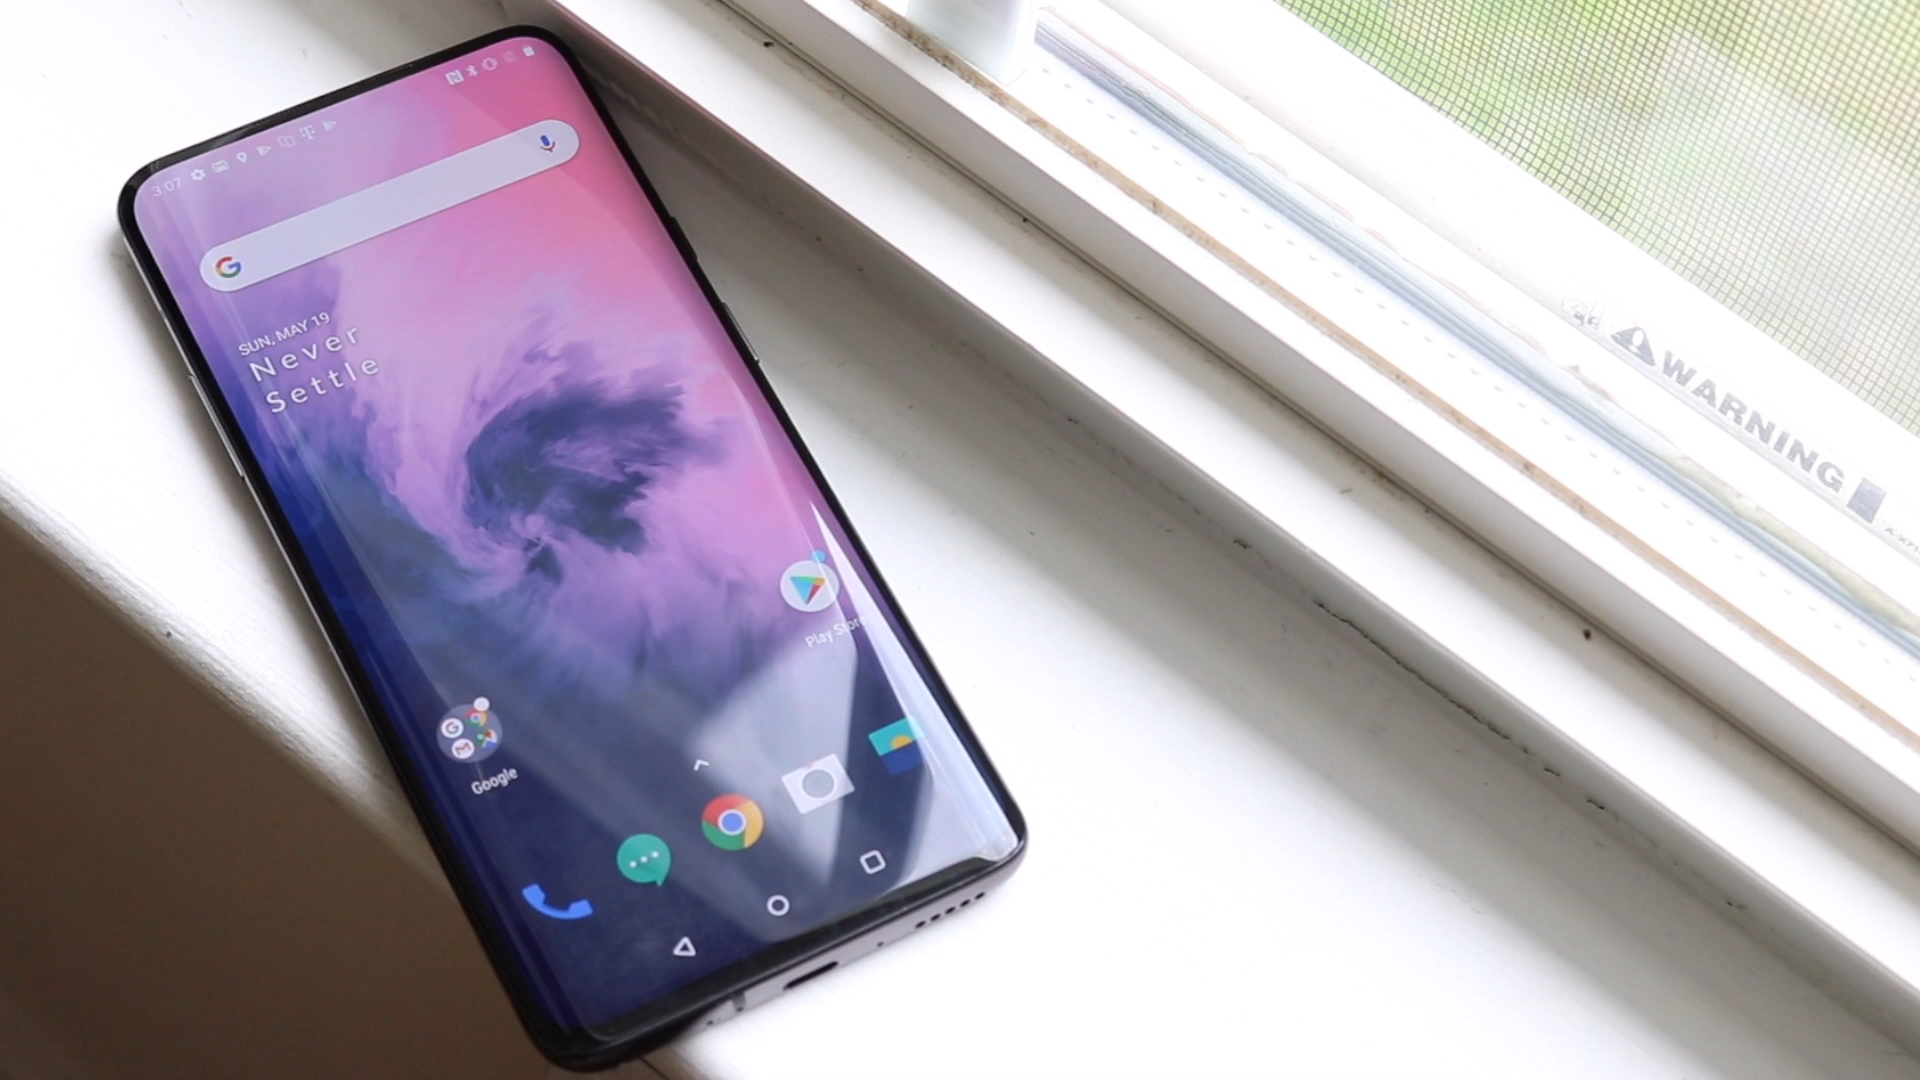 3:07
SUN, MAY 19
Never
Settle
Play Store
Google
WARNING